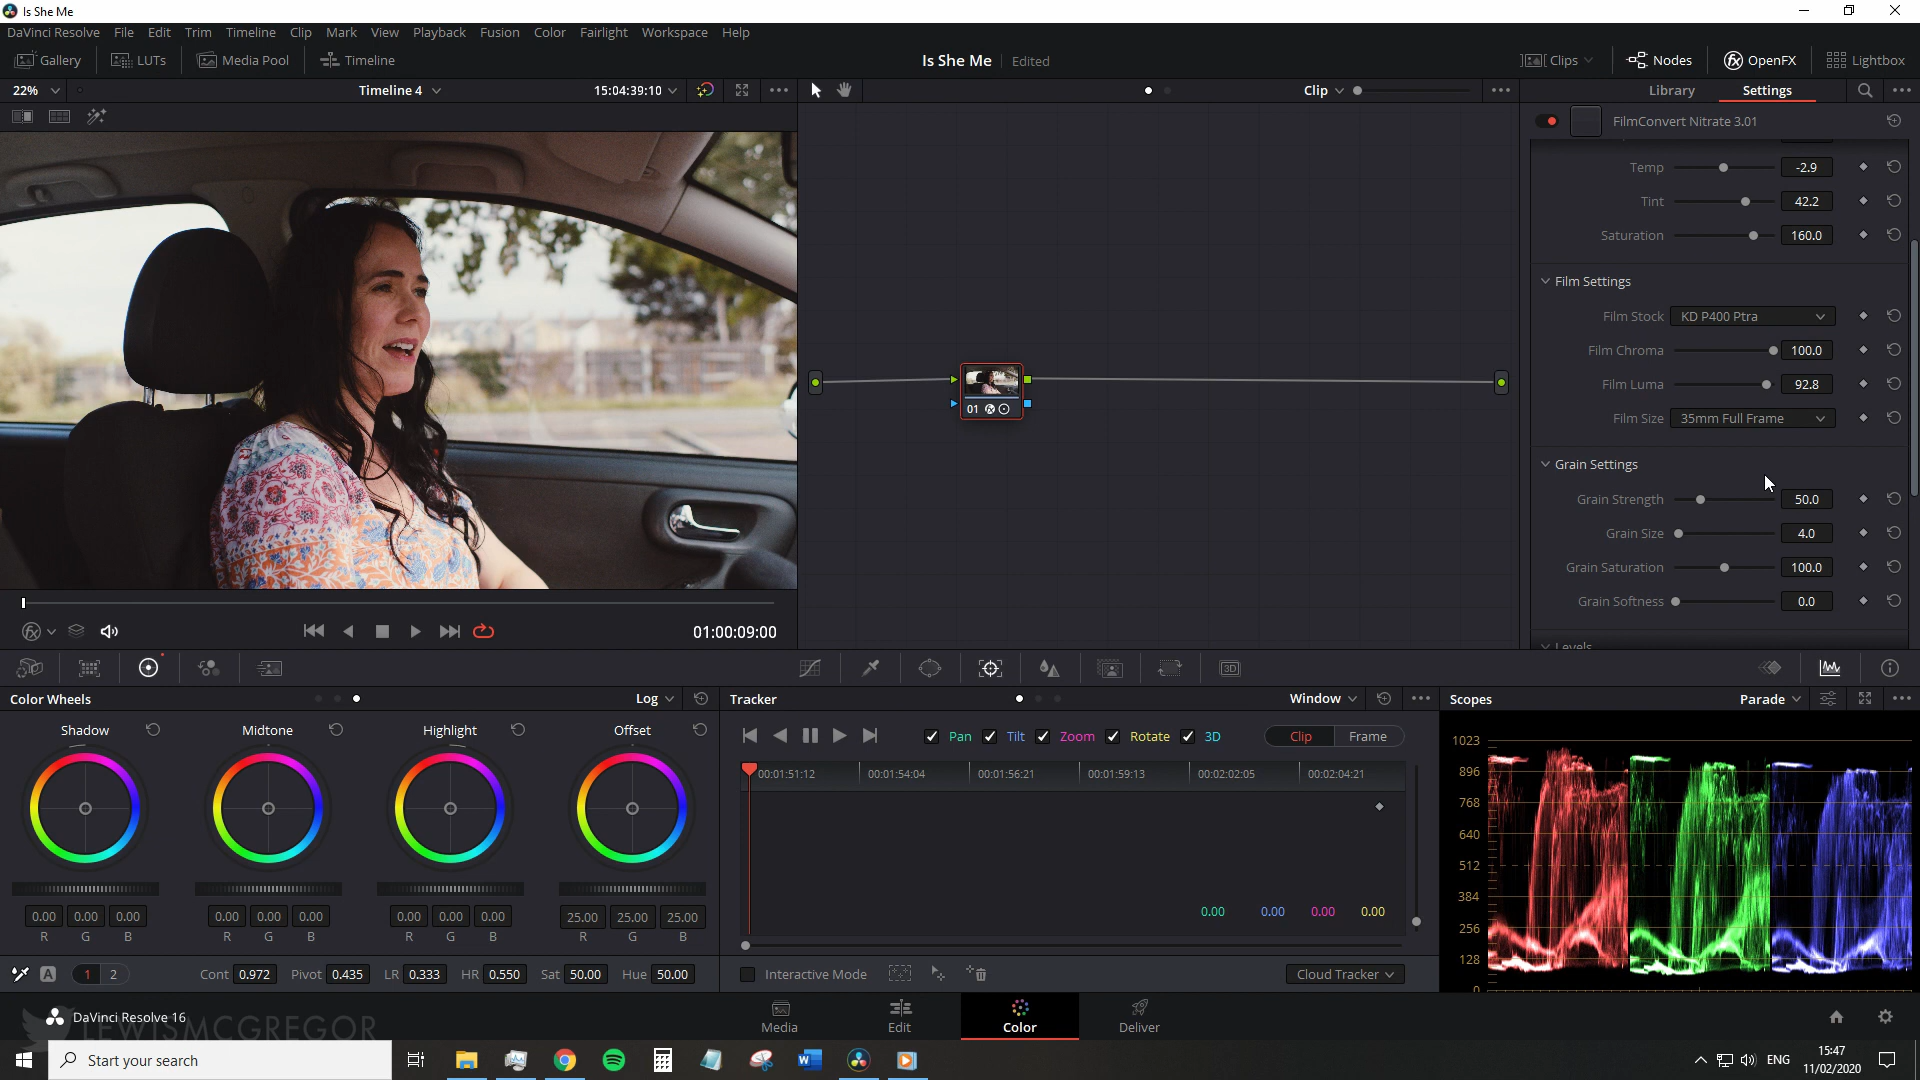 Is She Me
DaVinci Resolve File Edit Trim Timeline Clip Mark View Playback Fusion Color Fairlight Workspace Help
Gallery LUTs Media Pool Timeline Is She Me Edited Clips Nodes OpenFX Lightbox
22% Timeline 4 15:04:39:10 Clip Library Settings
FilmConvert Nitrate 3.01
Temp -2.9
Tint 42.2
Saturation 160.0
Film Settings
Film Stock KD P400 Ptra
Film Chroma 100.0
Film Luma 92.8
Film Size 35mm Full Frame
Grain Settings
Grain Strength 50.0
Grain Size 4.0
Grain Saturation 100.0
Grain Softness 0.0
Levels
01
01:00:09:00
3D
Color Wheels Log Tracker Window Scopes Parade
Shadow Midtone Highlight Offset
Pan Tilt Zoom Rotate 3D Clip Frame
00:01:51:12 00:01:54:04 00:01:56:21 00:01:59:13 00:02:02:05 00:02:04:21
1023
896
768
640
512
384
256
128
0
0.00 0.00 0.00 0.00 0.00 0.00 0.00 0.00 0.00 25.00 25.00 25.00
R G B R G B R G B R G B
0.00 0.00 0.00 0.00
A 1 2 Cont 0.972 Pivot 0.435 LR 0.333 HR 0.550 Sat 50.00 Hue 50.00
Interactive Mode Cloud Tracker
DaVinci Resolve 16
LEWISMCGREGOR
Media Edit Color Deliver
Start your search
ENG
15:47
11/02/2020